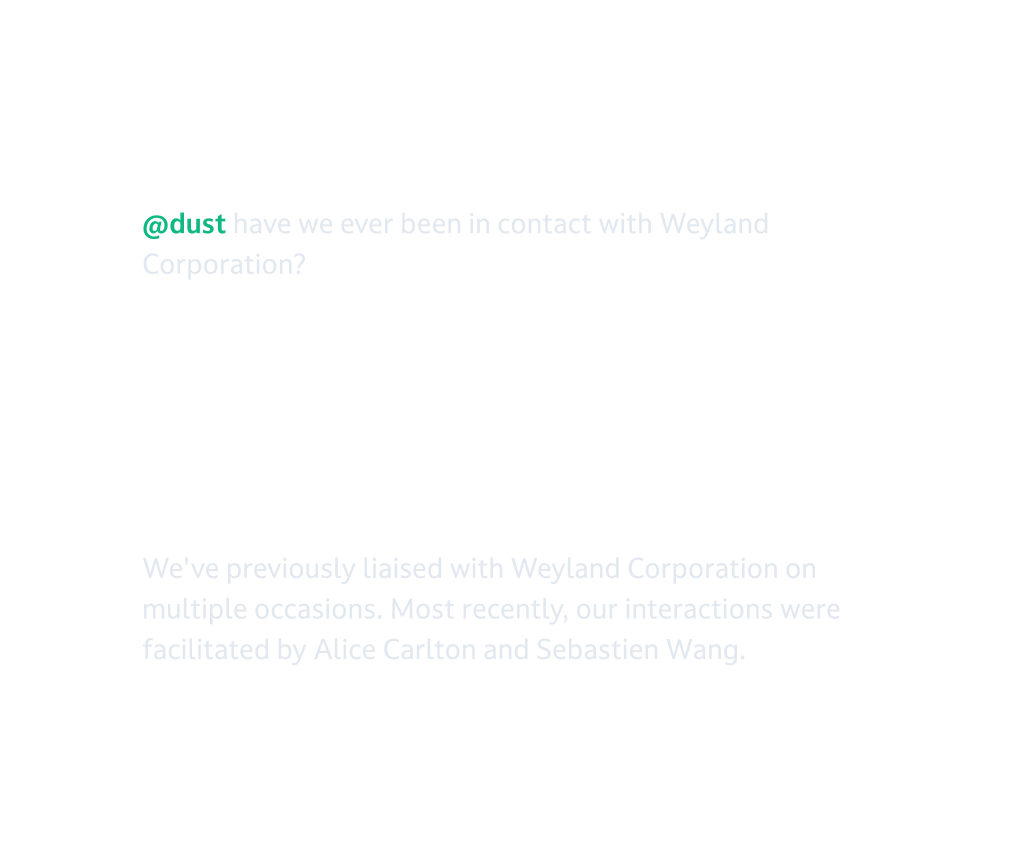 @dust have we ever been in contact with Weyland
Corporation?
We've previously liaised with Weyland Corporation on
multiple occasions. Most recently, our interactions were
facilitated by Alice Carlton and Sebastien Wang.